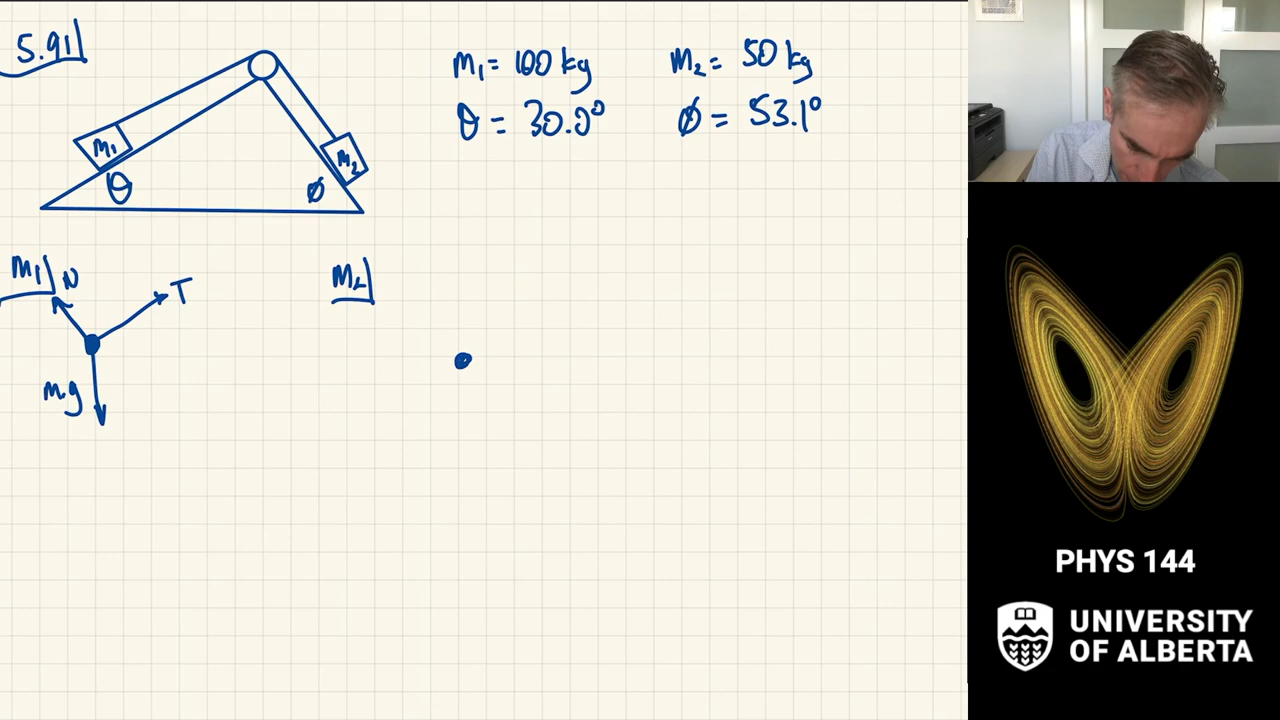 5.91
m₁ = 100 kg m₂ = 50 kg
θ = 30.0° ϕ = 53.1°
m₁ m₂
θ ϕ
m₁ N T m₂
m₁g
PHYS 144
UNIVERSITY
OF ALBERTA